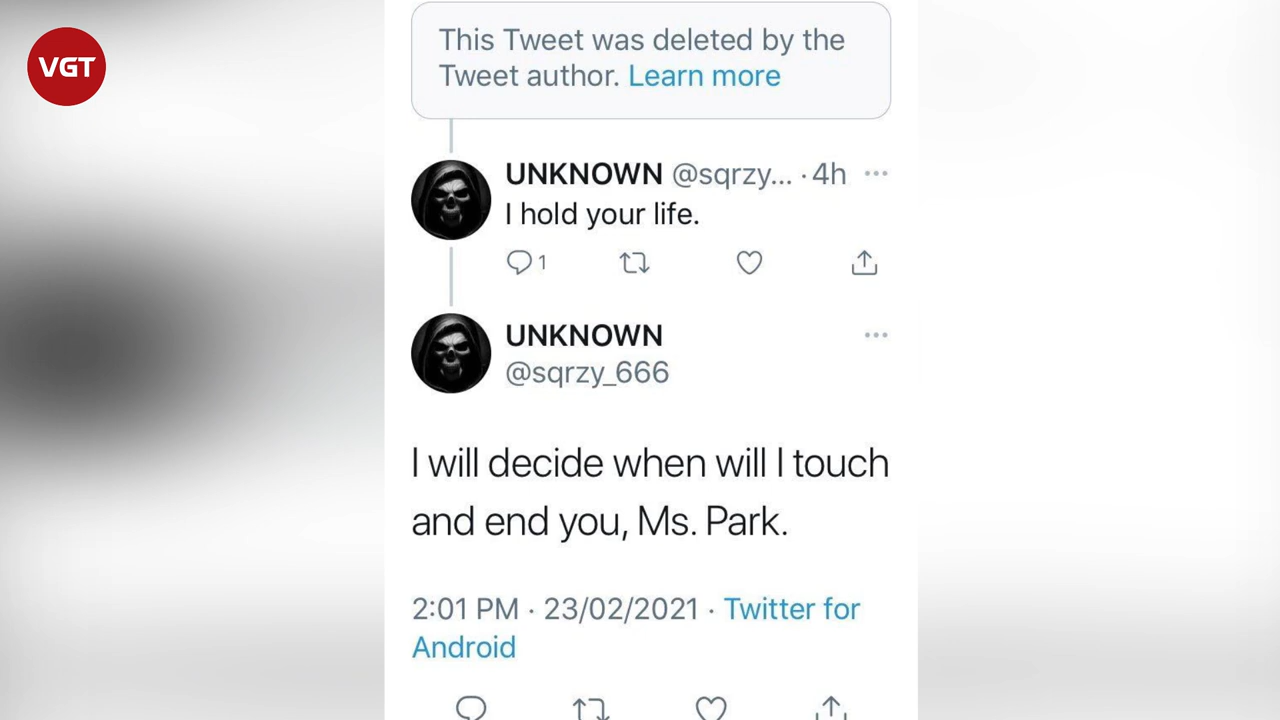 VGT
This Tweet was deleted by the
Tweet author. Learn more
UNKNOWN @sqrzy... · 4h ···
I hold your life.
1
UNKNOWN ···
@sqrzy_666
I will decide when will I touch
and end you, Ms. Park.
2:01 PM · 23/02/2021 · Twitter for
Android